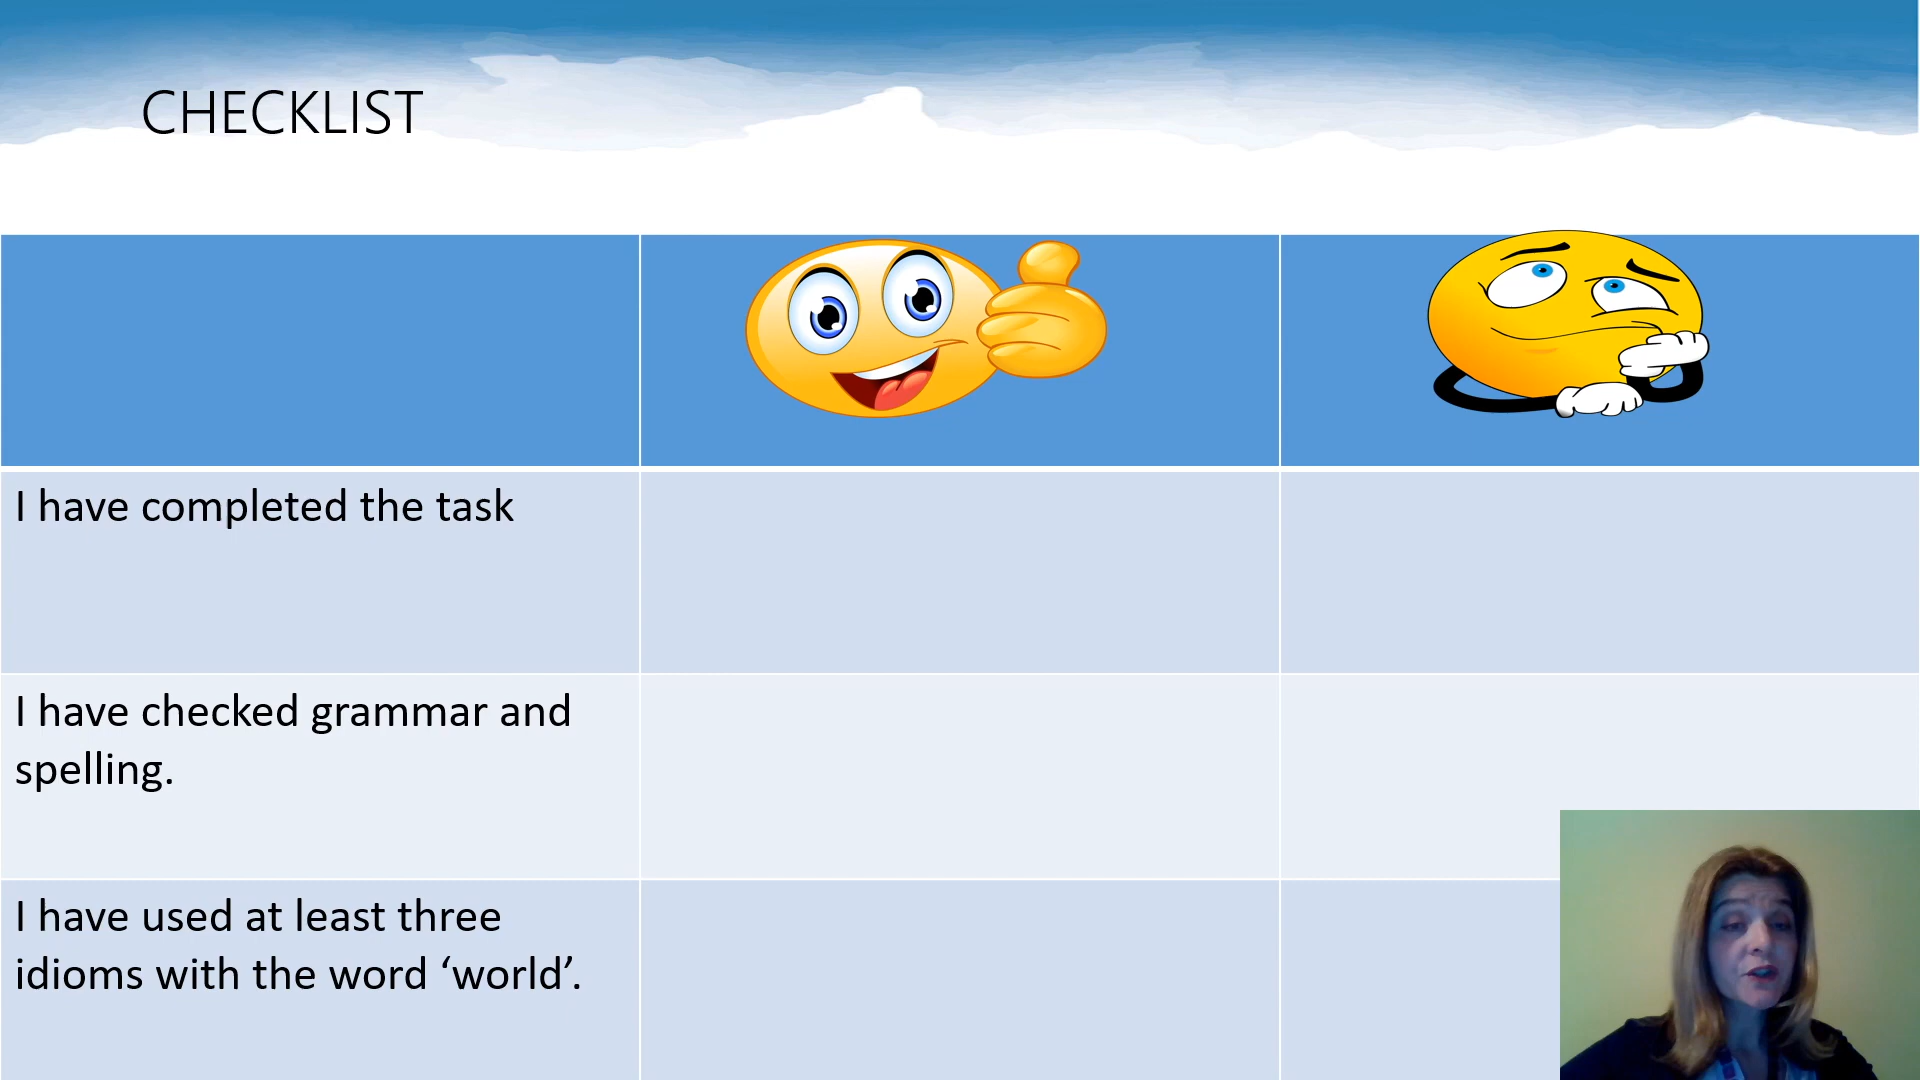 CHECKLIST
I have completed the task
I have checked grammar and
spelling.
I have used at least three
idioms with the word ‘world’.